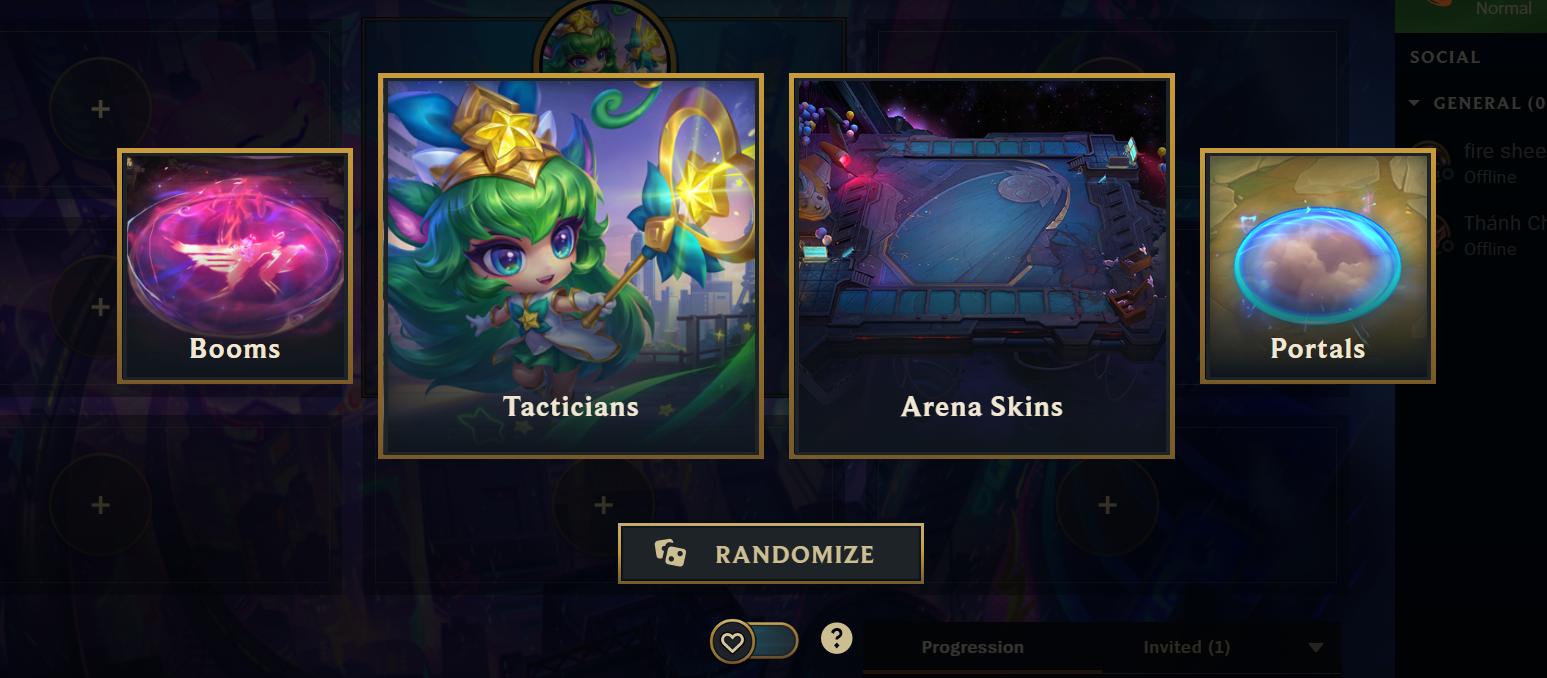 Normal
SOCIAL
GENERAL (0
fire shee
Offline
Thánh Ch
Offline
Booms
Tacticians
Arena Skins
Portals
RANDOMIZE
?
Progression
Invited (1)